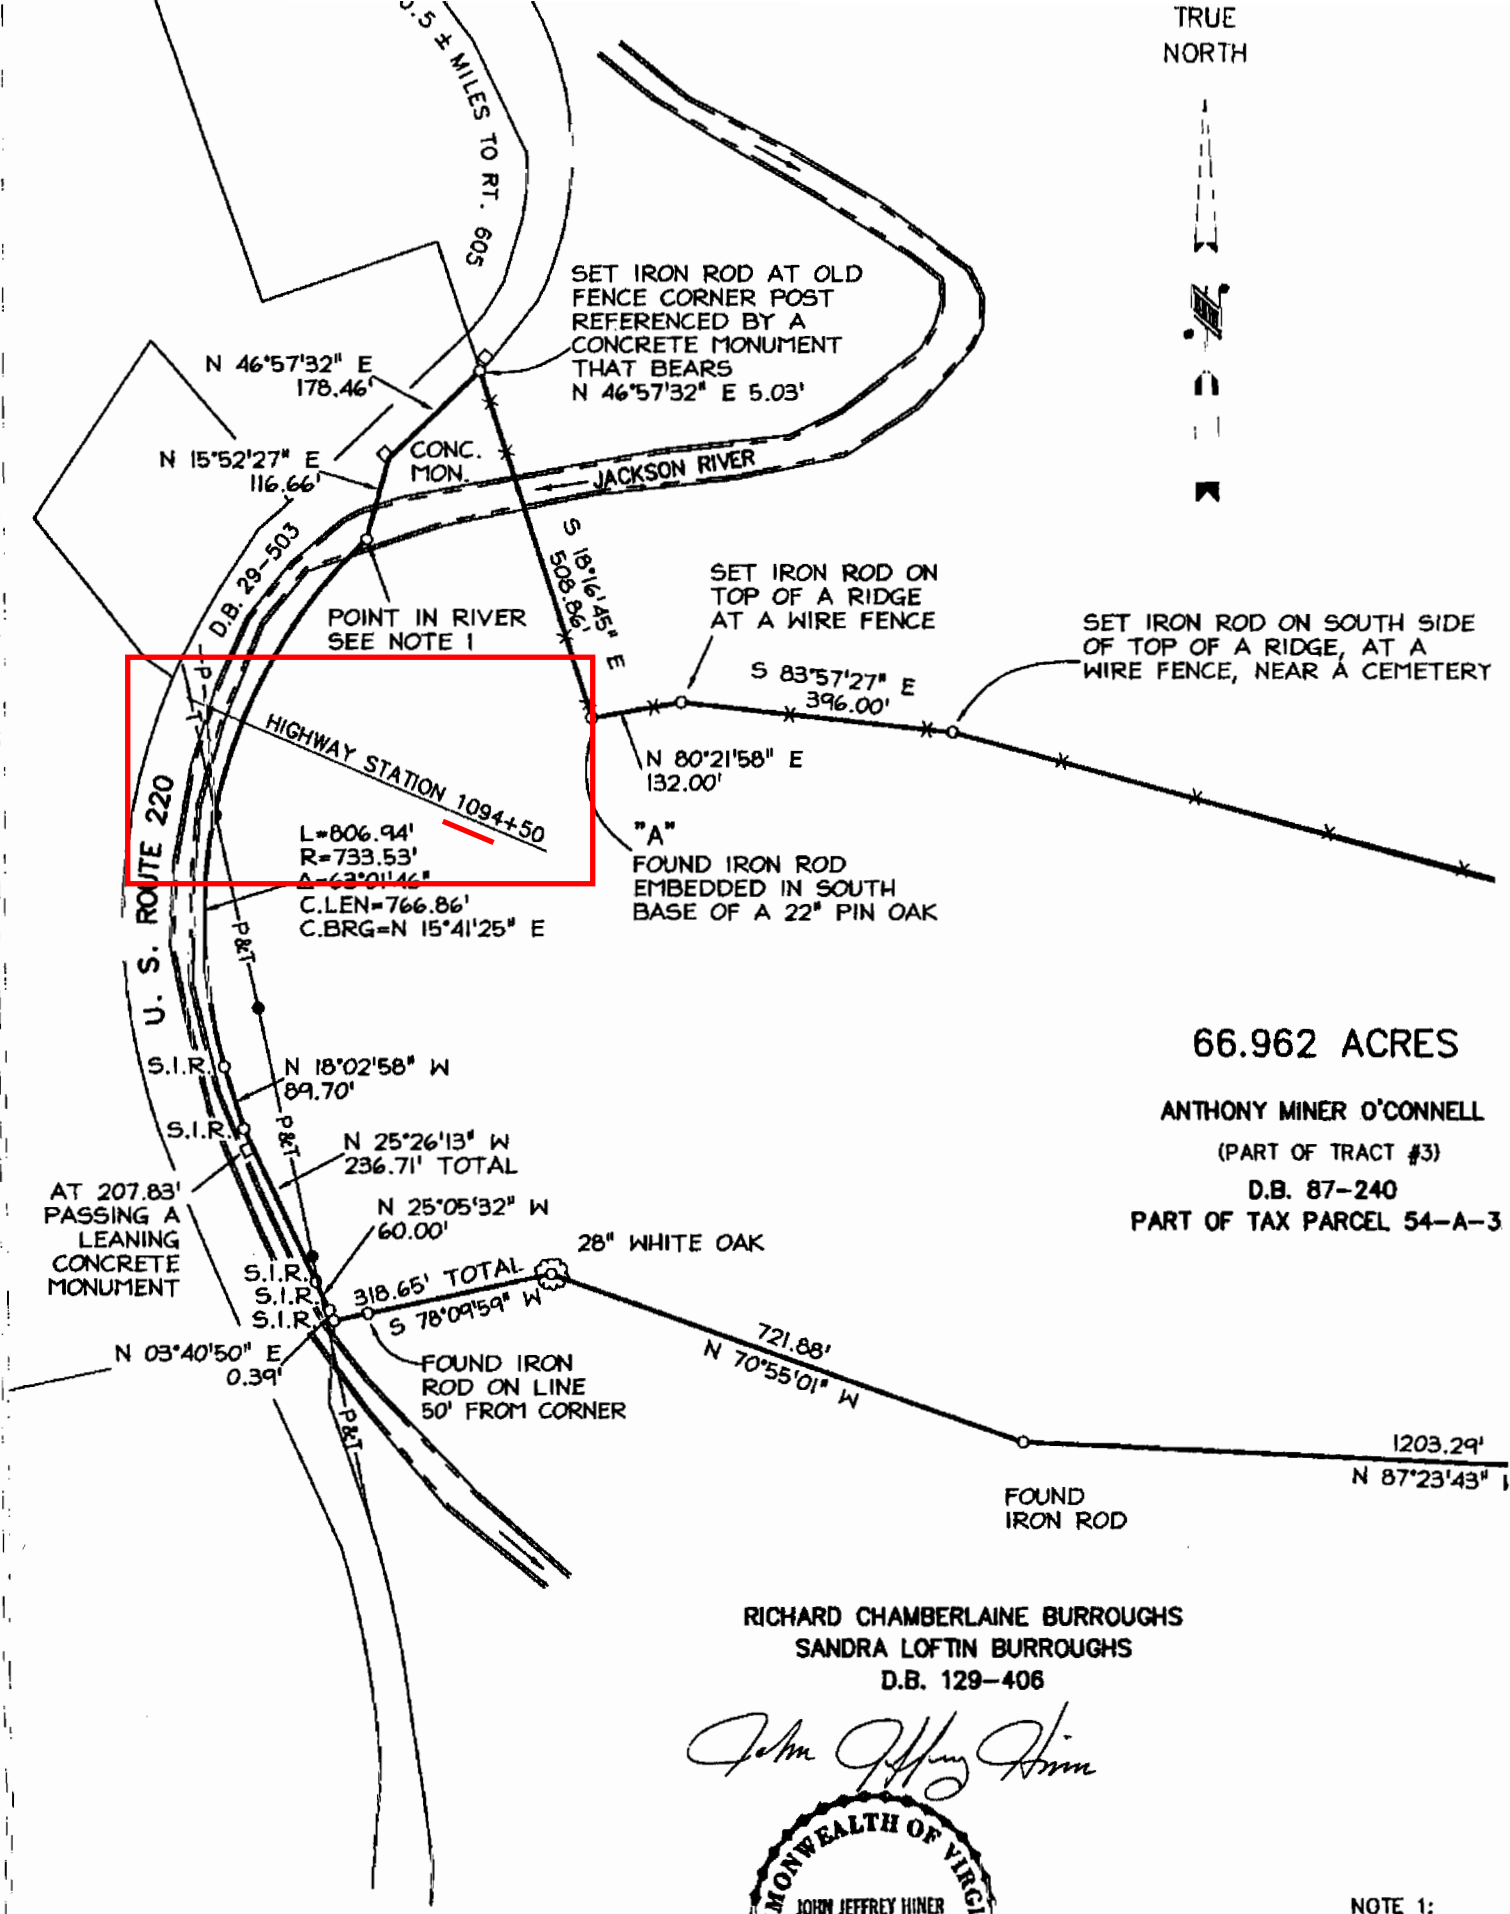 TRUE
NORTH
0.5 ± MILES TO RT. 605
SET IRON ROD AT OLD
FENCE CORNER POST
REFERENCED BY A
CONCRETE MONUMENT
THAT BEARS
N 46°57'32" E 5.03'
N 46°57'32" E
178.46'
N 15°52'27" E
116.66'
CONC.
MON.
JACKSON RIVER
D.B. 29-503
S 18°16'45" E
508.86'
POINT IN RIVER
SEE NOTE 1
SET IRON ROD ON
TOP OF A RIDGE
AT A WIRE FENCE
SET IRON ROD ON SOUTH SIDE
OF TOP OF A RIDGE, AT A
WIRE FENCE, NEAR A CEMETERY
S 83°57'27" E
396.00'
N 80°21'58" E
132.00'
P
T
HIGHWAY STATION 1094+50
"A"
FOUND IRON ROD
EMBEDDED IN SOUTH
BASE OF A 22" PIN OAK
L=806.94'
R=733.53'
Δ=63°01'46"
C.LEN=766.86'
C.BRG=N 15°41'25" E
U. S. ROUTE 220
P&T
66.962 ACRES
ANTHONY MINER O'CONNELL
(PART OF TRACT #3)
D.B. 87-240
PART OF TAX PARCEL 54-A-3
S.I.R.
N 18°02'58" W
89.70'
S.I.R.
P&T
N 25°26'13" W
236.71' TOTAL
AT 207.83'
PASSING A
LEANING
CONCRETE
MONUMENT
N 25°05'32" W
60.00'
28" WHITE OAK
S.I.R.
S.I.R.
S.I.R.
318.65' TOTAL
S 78°09'59" W
N 03°40'50" E
0.39'
FOUND IRON
ROD ON LINE
50' FROM CORNER
P&T
721.88'
N 70°55'01" W
1203.29'
N 87°23'43"
FOUND
IRON ROD
RICHARD CHAMBERLAINE BURROUGHS
SANDRA LOFTIN BURROUGHS
D.B. 129-406
John Jeffrey Hiner
MONWEALTH OF VIRGI
JOHN JEFFREY HINER
NOTE 1: